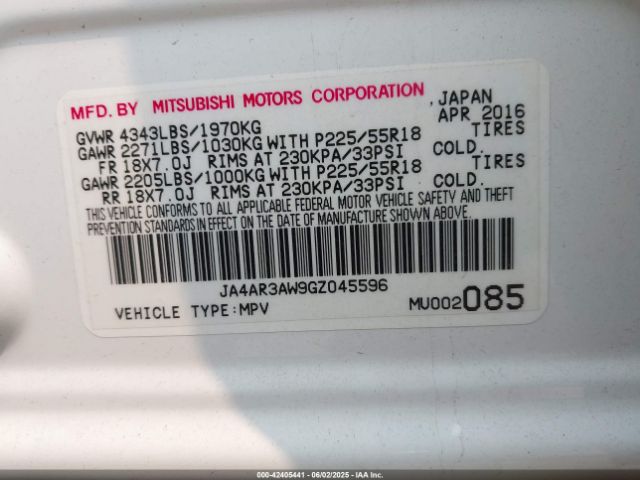 MFD. BY MITSUBISHI MOTORS CORPORATION , JAPAN
GVWR 4343LBS/1970KG APR 2016
GAWR 2271LBS/1030KG WITH P225/55R18 TIRES
FR 18X7.0J RIMS AT 230KPA/33PSI COLD.
GAWR 2205LBS/1000KG WITH P225/55R18 TIRES
RR 18X7.0J RIMS AT 230KPA/33PSI COLD.
THIS VEHICLE CONFORMS TO ALL APPLICABLE FEDERAL MOTOR VEHICLE SAFETY AND THEFT
PREVENTION STANDARDS IN EFFECT ON THE DATE OF MANUFACTURE SHOWN ABOVE.
JA4AR3AW9GZ045596
VEHICLE TYPE:MPV MU002 085
000-42405441 - 06/02/2025 - IAA Inc.